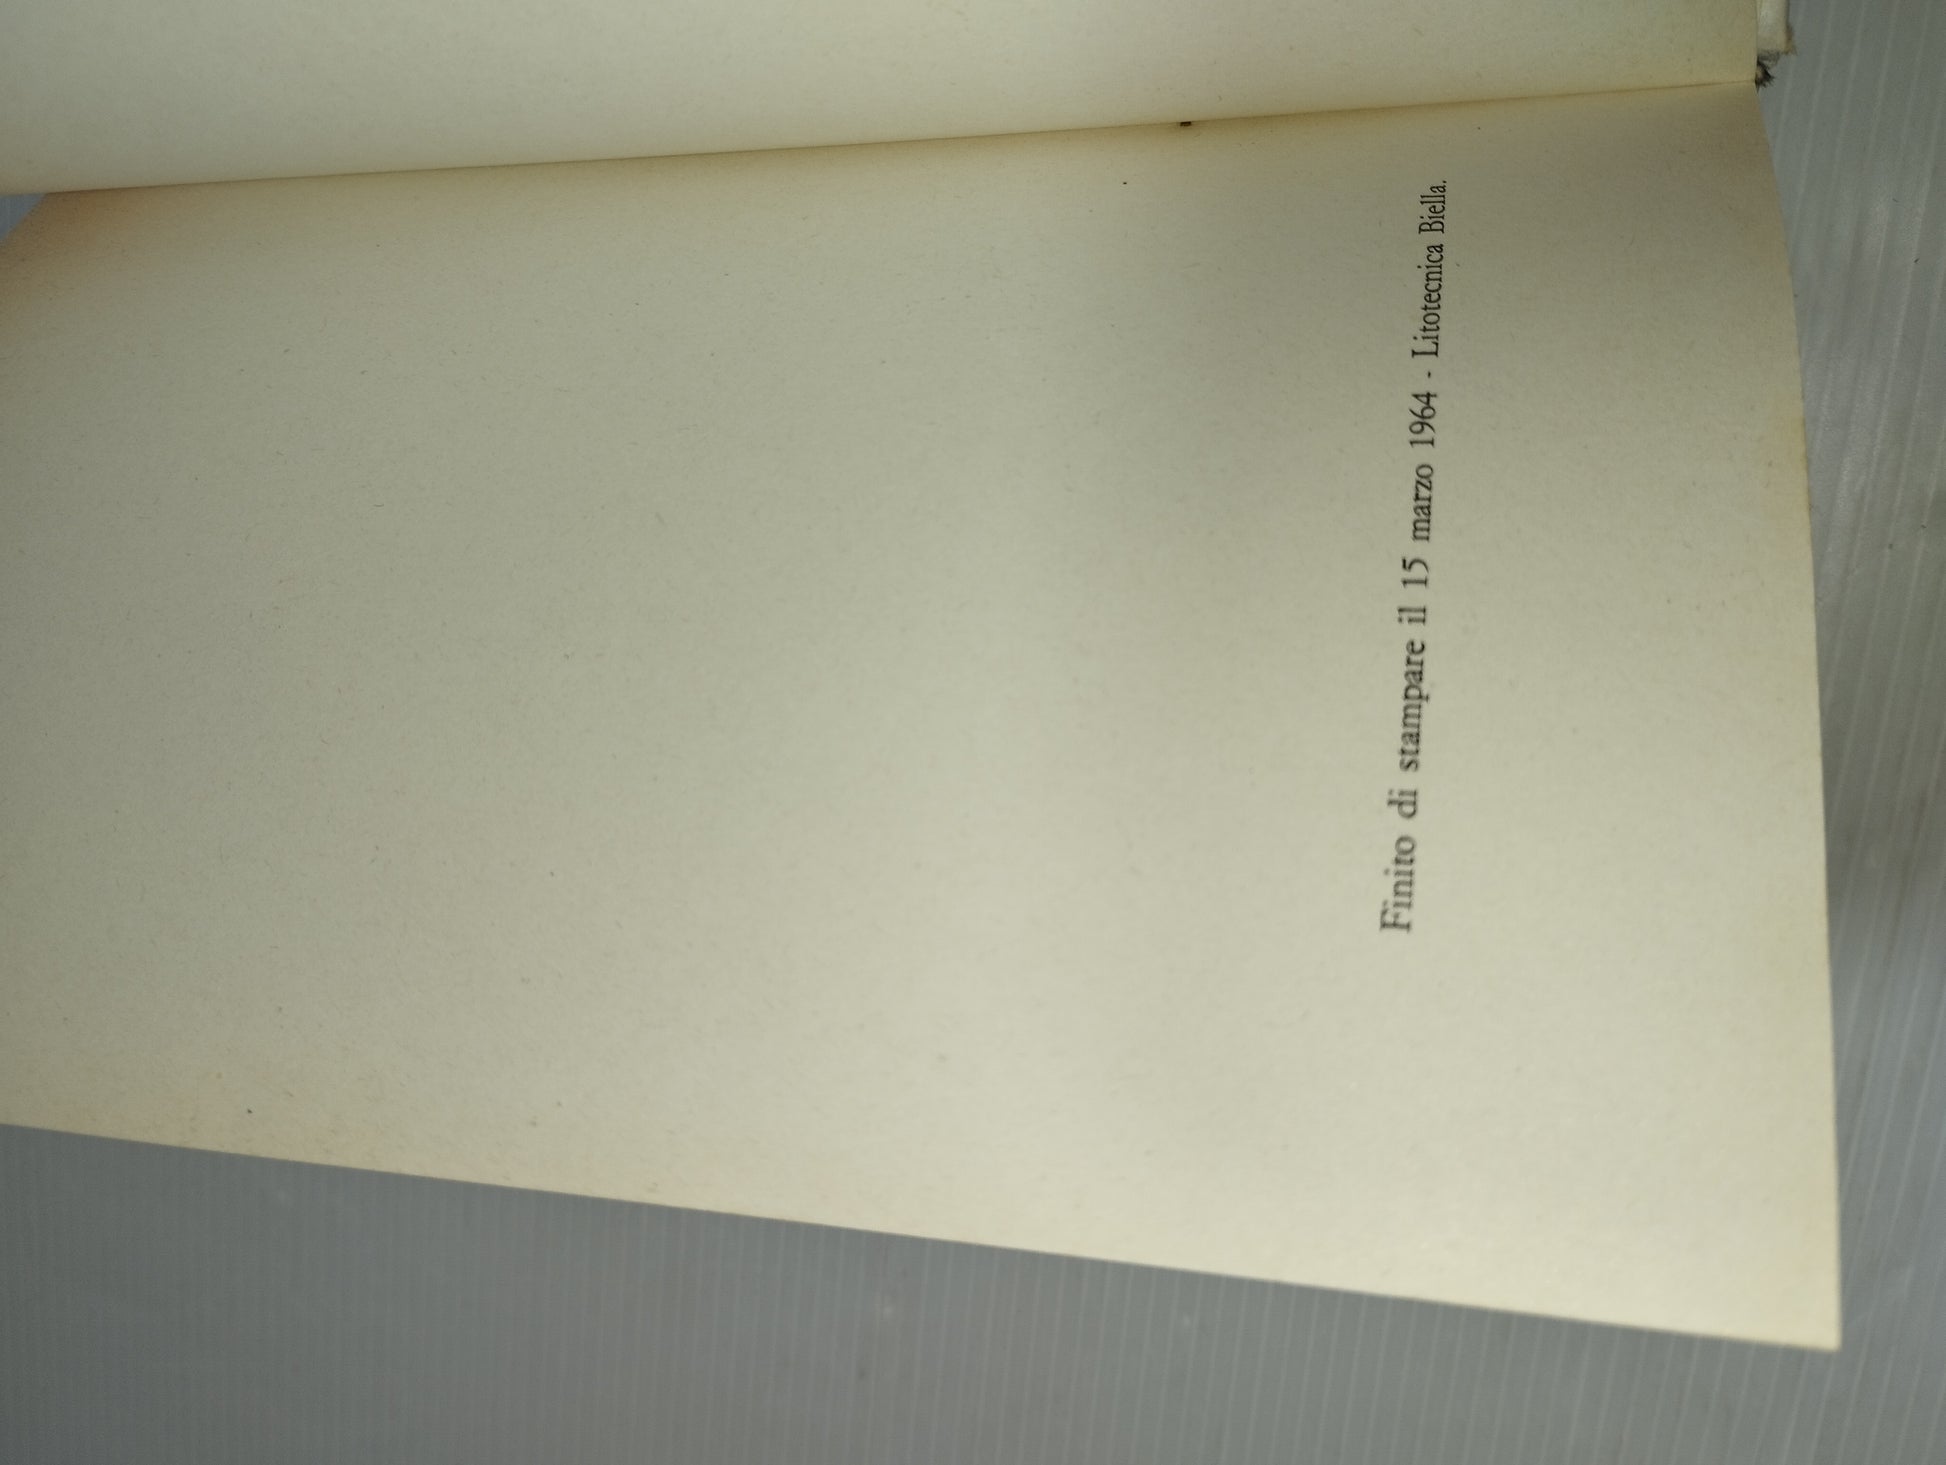 Finito di stampare il 15 marzo 1964 - Litotecnica Biella.